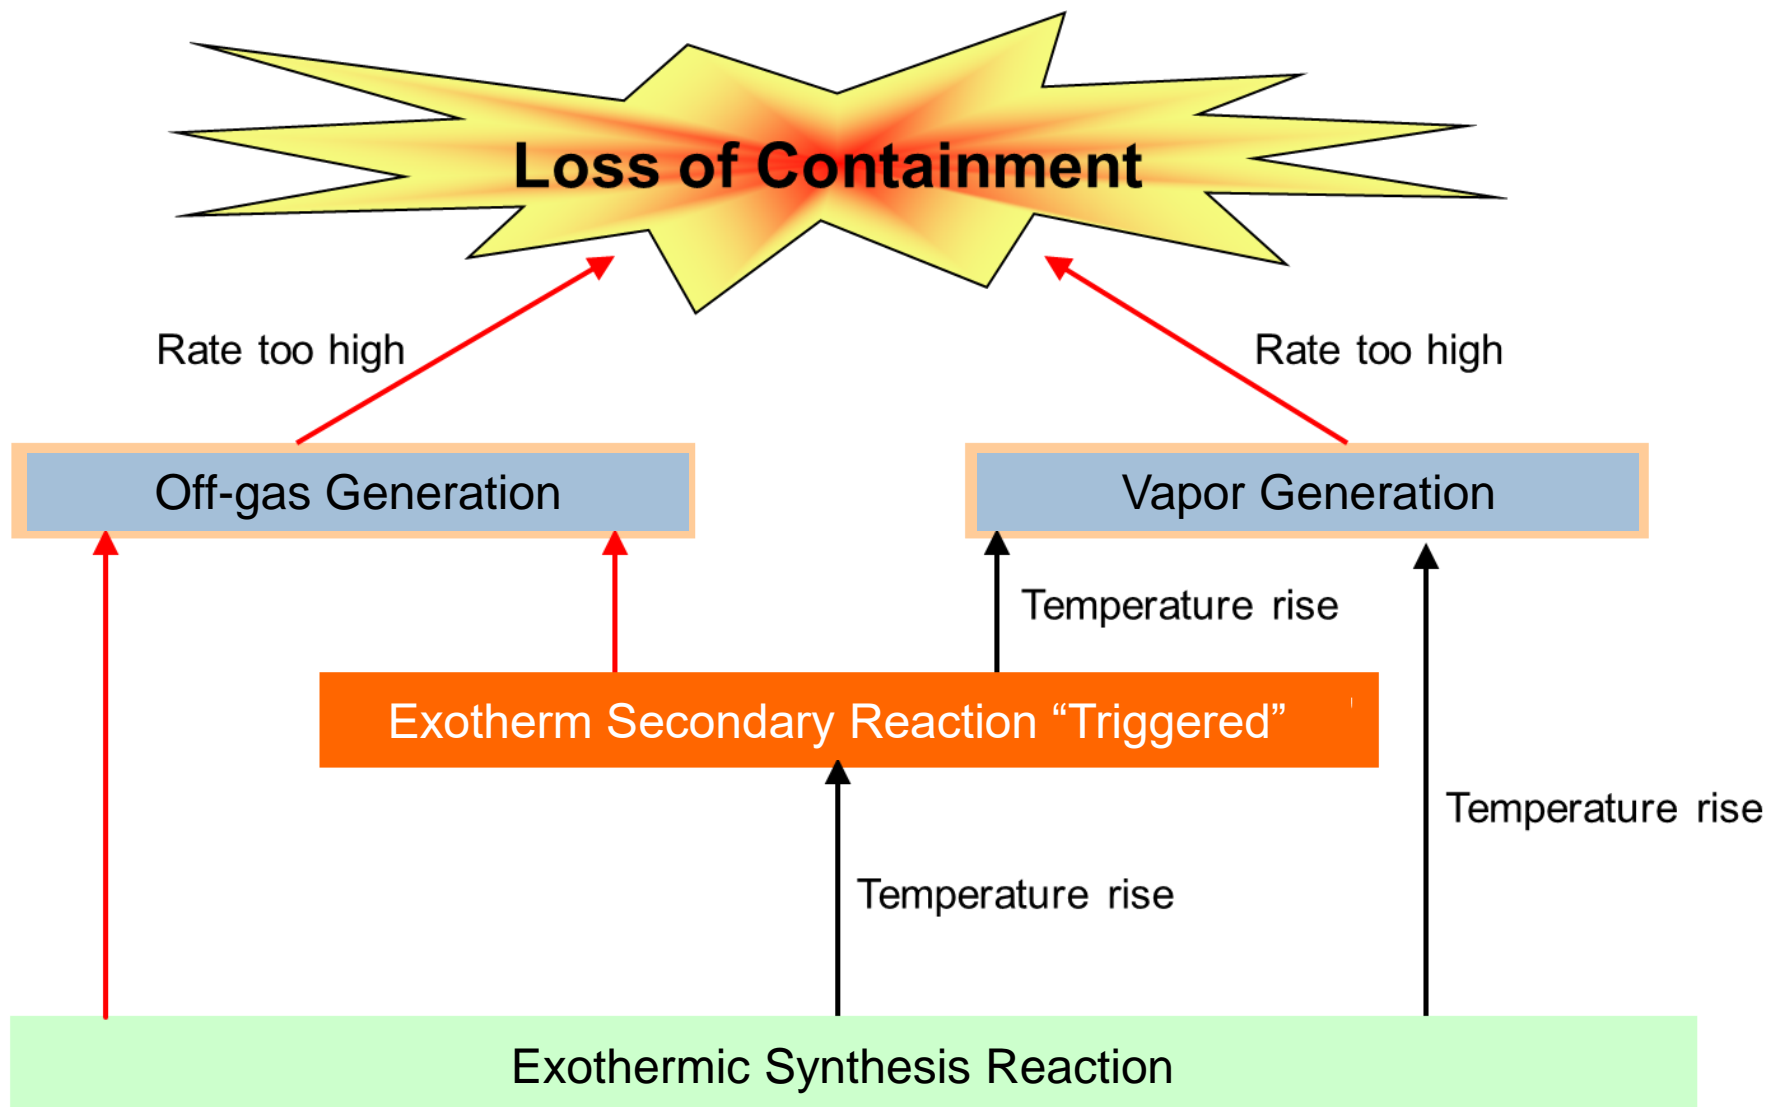 Loss of Containment
Rate too high
Rate too high
Off-gas Generation
Vapor Generation
Temperature rise
Exotherm Secondary Reaction “Triggered”
Temperature rise
Temperature rise
Exothermic Synthesis Reaction